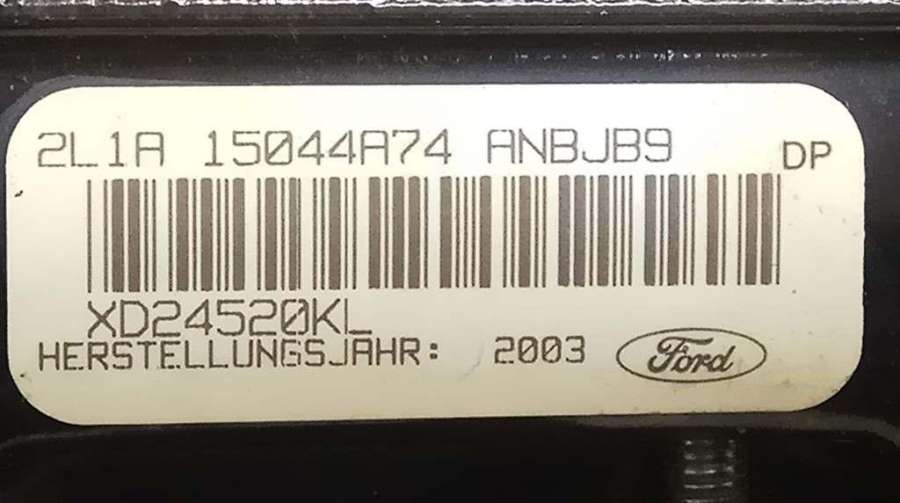 2L1A 15044A74 ANBJB9 DP
XD24520KL
HERSTELLUNGSJAHR: 2003 Ford